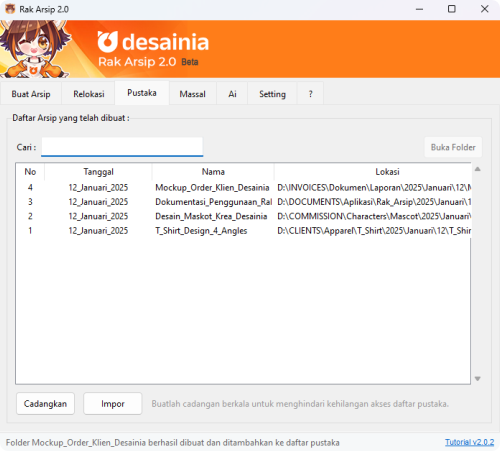 Rak Arsip 2.0
desainia
Rak Arsip 2.0 Beta
Buat Arsip Relokasi Pustaka Massal Ai Setting ?
Daftar Arsip yang telah dibuat :
Cari : Buka Folder
No Tanggal Nama Lokasi
4 12_Januari_2025 Mockup_Order_Klien_Desainia D:\INVOICES\Dokumen\Laporan\2025\Januari\12\M
3 12_Januari_2025 Dokumentasi_Penggunaan_Ral D:\DOCUMENTS\Aplikasi\Rak_Arsip\2025\Januari\1
2 12_Januari_2025 Desain_Maskot_Krea_Desainia D:\COMMISSION\Characters\Mascot\2025\Januari\
1 12_Januari_2025 T_Shirt_Design_4_Angles D:\CLIENTS\Apparel\T_Shirt\2025\Januari\12\T_Shir
Cadangkan Impor Buatlah cadangan berkala untuk menghindari kehilangan akses daftar pustaka.
Folder Mockup_Order_Klien_Desainia berhasil dibuat dan ditambahkan ke daftar pustaka Tutorial v2.0.2